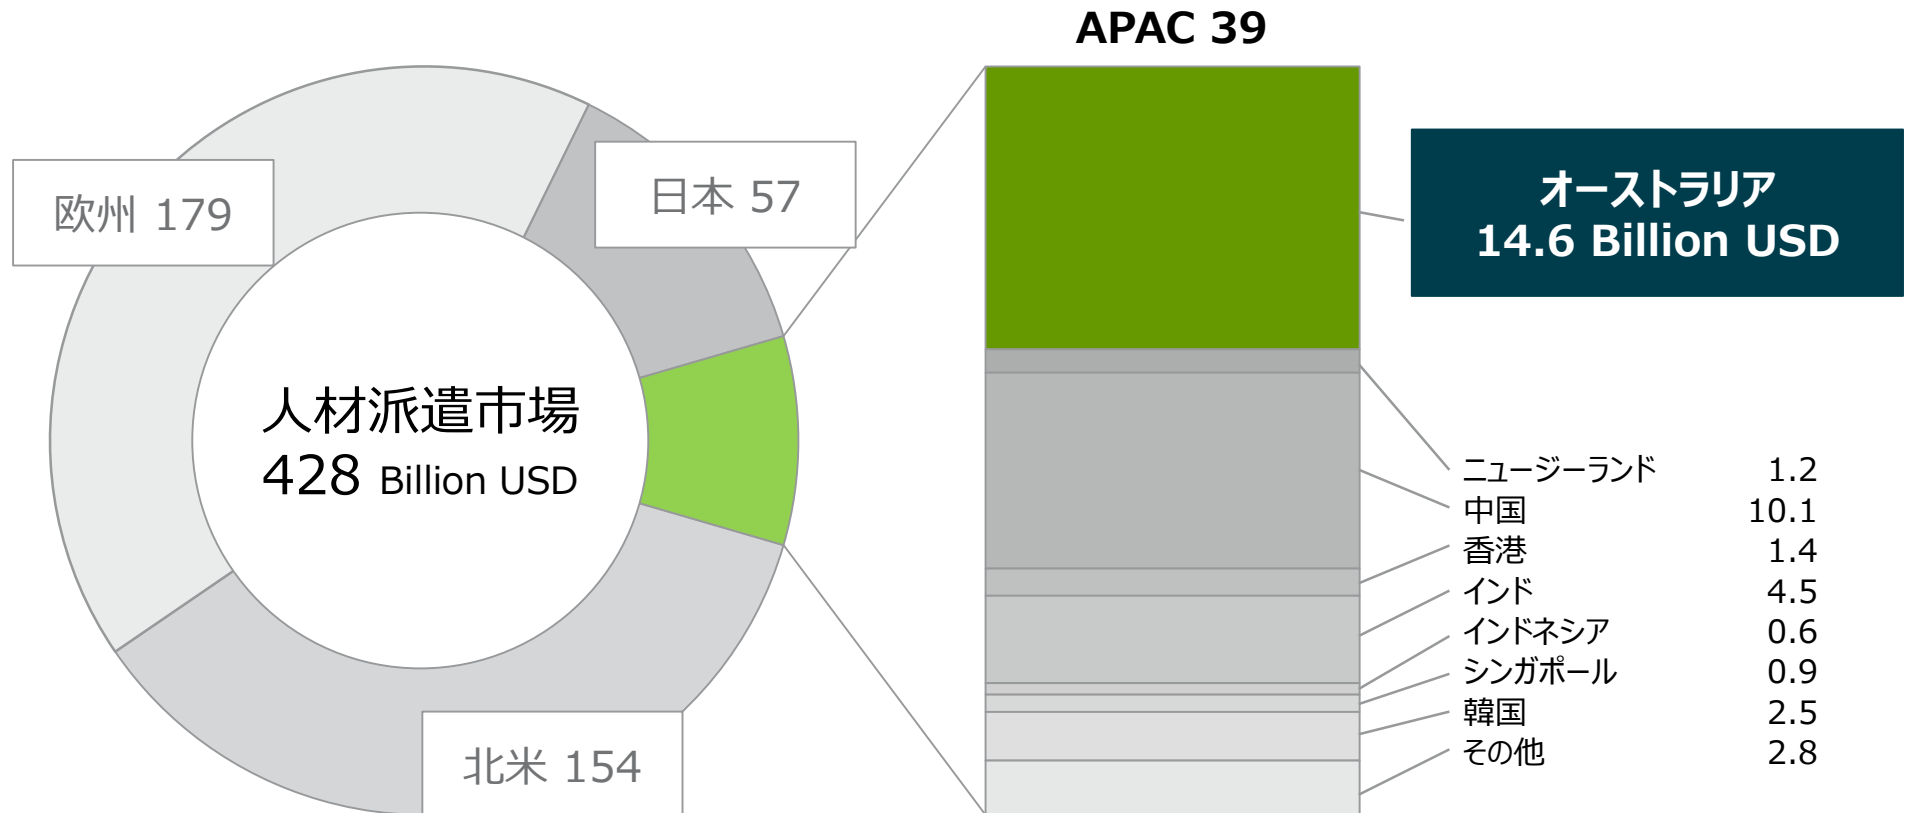 APAC 39
欧州 179
日本 57
人材派遣市場
428 Billion USD
北米 154
オーストラリア
14.6 Billion USD
ニュージーランド 1.2
中国 10.1
香港 1.4
インド 4.5
インドネシア 0.6
シンガポール 0.9
韓国 2.5
その他 2.8